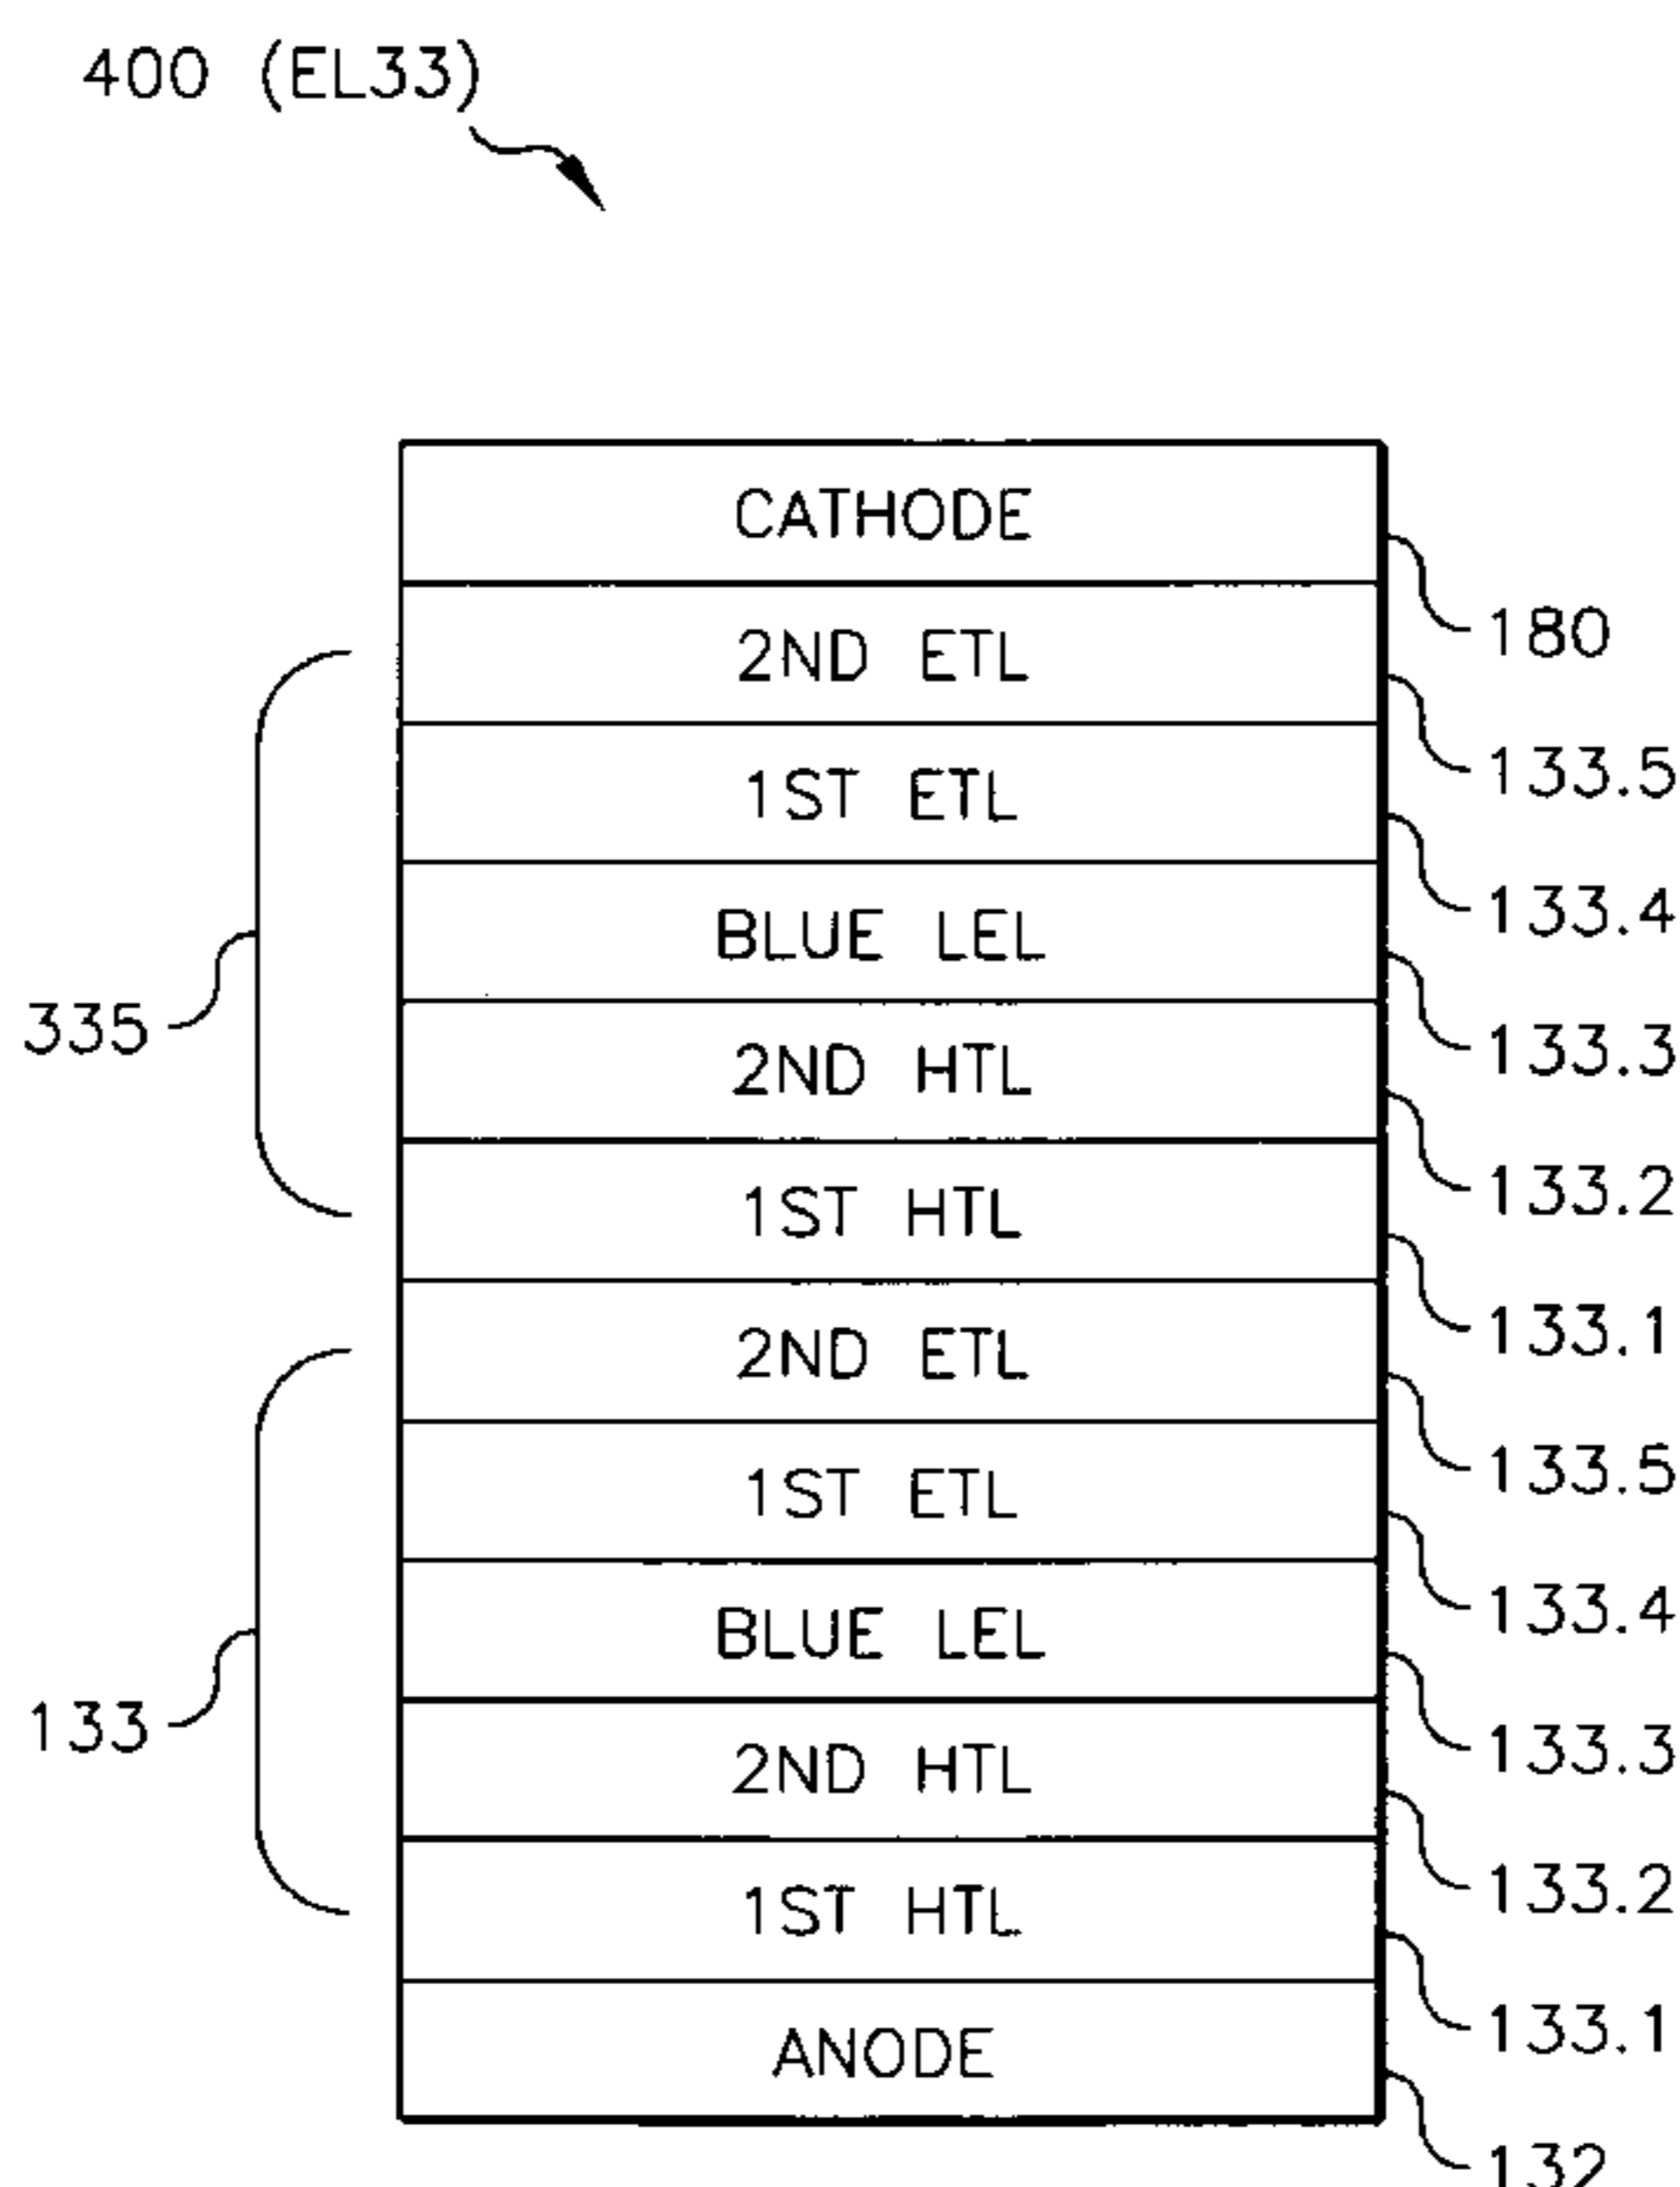 400 (EL33)
CATHODE
180
2ND ETL
133.5
1ST ETL
133.4
BLUE LEL
133.3
335
2ND HTL
133.2
1ST HTL
133.1
2ND ETL
133.5
1ST ETL
133.4
BLUE LEL
133.3
133
2ND HTL
133.2
1ST HTL
133.1
ANODE
132